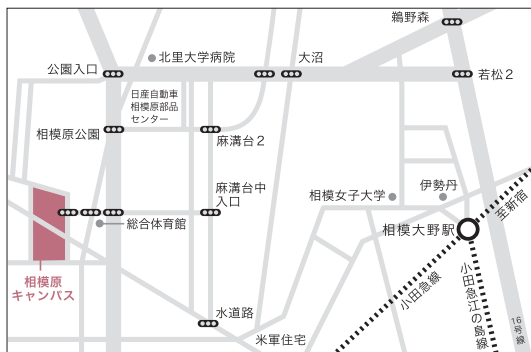 鵜野森
北里大学病院
大沼
公園入口
若松2
日産自動車
相模原部品
センター
相模原公園
麻溝台2
麻溝台中
入口
相模女子大学
伊勢丹
至新宿
総合体育館
相模大野駅
相模原
キャンパス
小田急線
小田急江の島線
水道路
米軍住宅
16号線